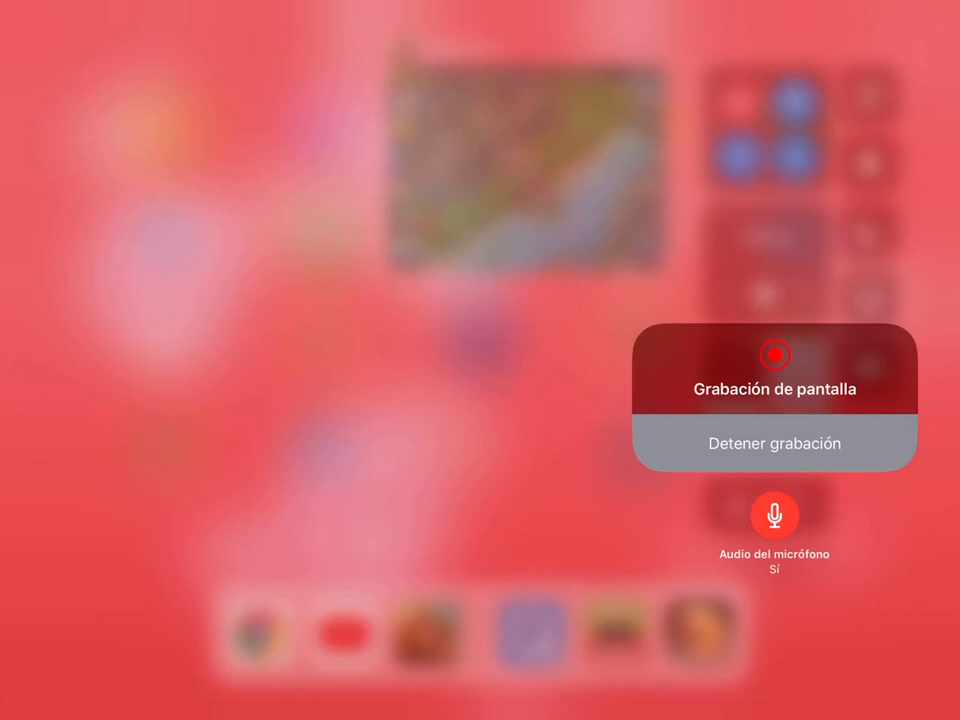 Grabación de pantalla
Detener grabación
Audio del micrófono
Sí